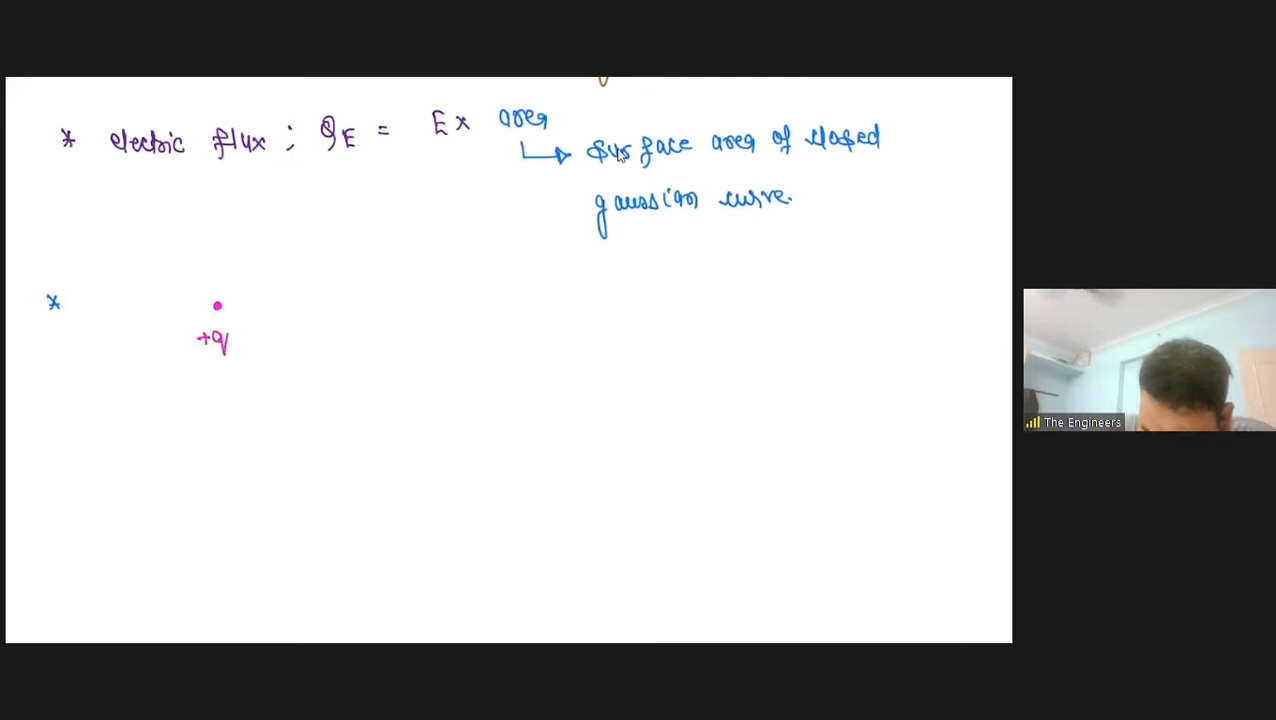 * electric flux ; φE = E x area
↳ surface area of closed
gaussian curve.
*
+q
The Engineers